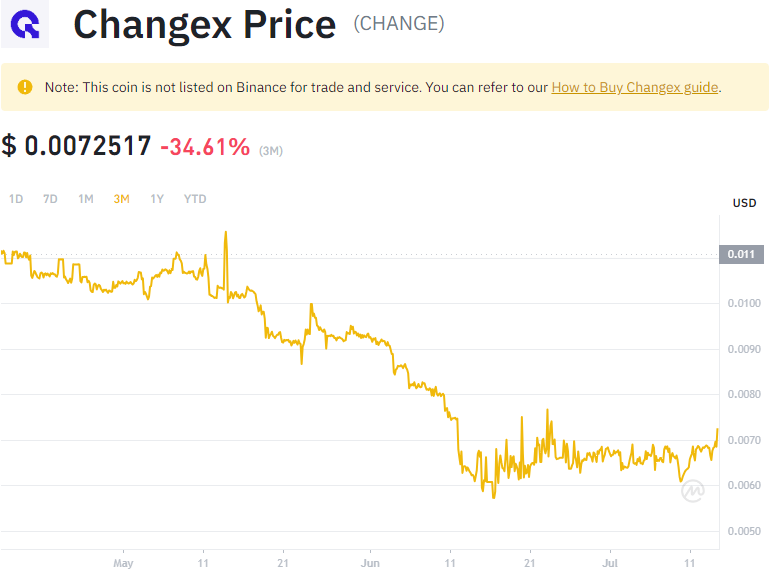 Changex Price (CHANGE)
Note: This coin is not listed on Binance for trade and service. You can refer to our How to Buy Changex guide.
$ 0.0072517 -34.61% (3M)
1D 7D 1M 3M 1Y YTD
USD
0.011
0.0100
0.0090
0.0080
0.0070
0.0060
0.0050
May 11 21 Jun 11 21 Jul 11